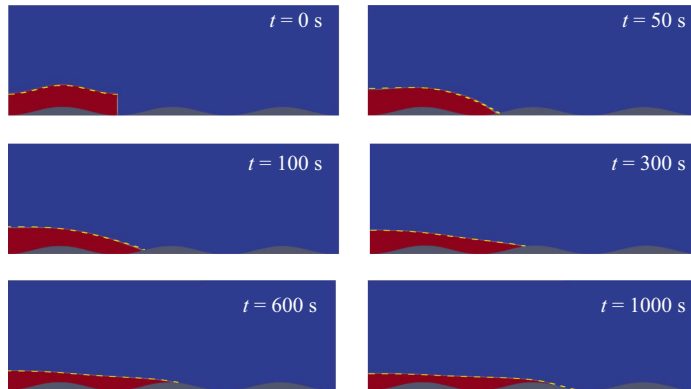 t = 0 s
t = 50 s
t = 100 s
t = 300 s
t = 600 s
t = 1000 s